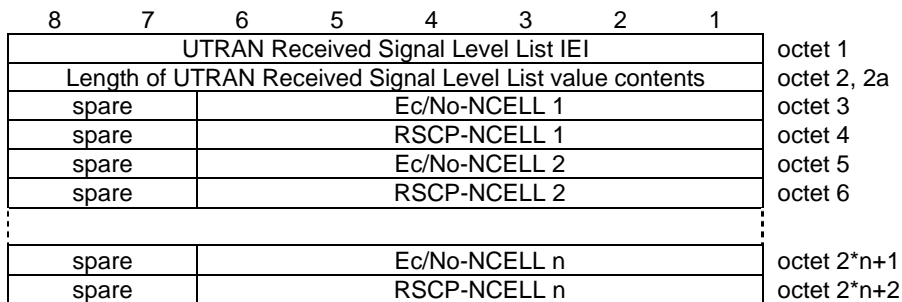 8 7 6 5 4 3 2 1
UTRAN Received Signal Level List IEI octet 1
Length of UTRAN Received Signal Level List value contents octet 2, 2a
spare Ec/No-NCELL 1 octet 3
spare RSCP-NCELL 1 octet 4
spare Ec/No-NCELL 2 octet 5
spare RSCP-NCELL 2 octet 6
spare Ec/No-NCELL n octet 2*n+1
spare RSCP-NCELL n octet 2*n+2